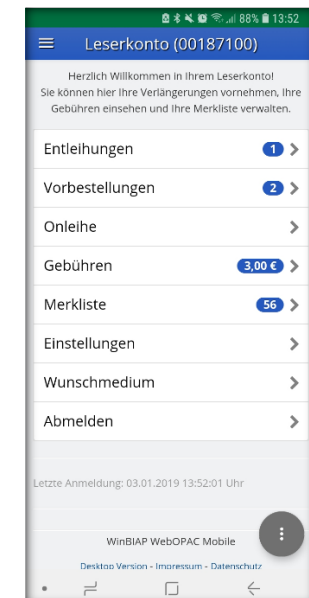 88% 13:52
Leserkonto (00187100)
Herzlich Willkommen in Ihrem Leserkonto!
Sie können hier Ihre Verlängerungen vornehmen, Ihre
Gebühren einsehen und Ihre Merkliste verwalten.
Entleihungen 1
Vorbestellungen 2
Onleihe
Gebühren 3,00 €
Merkliste 56
Einstellungen
Wunschmedium
Abmelden
Letzte Anmeldung: 03.01.2019 13:52:01 Uhr
WinBIAP WebOPAC Mobile
Desktop Version - Impressum - Datenschutz